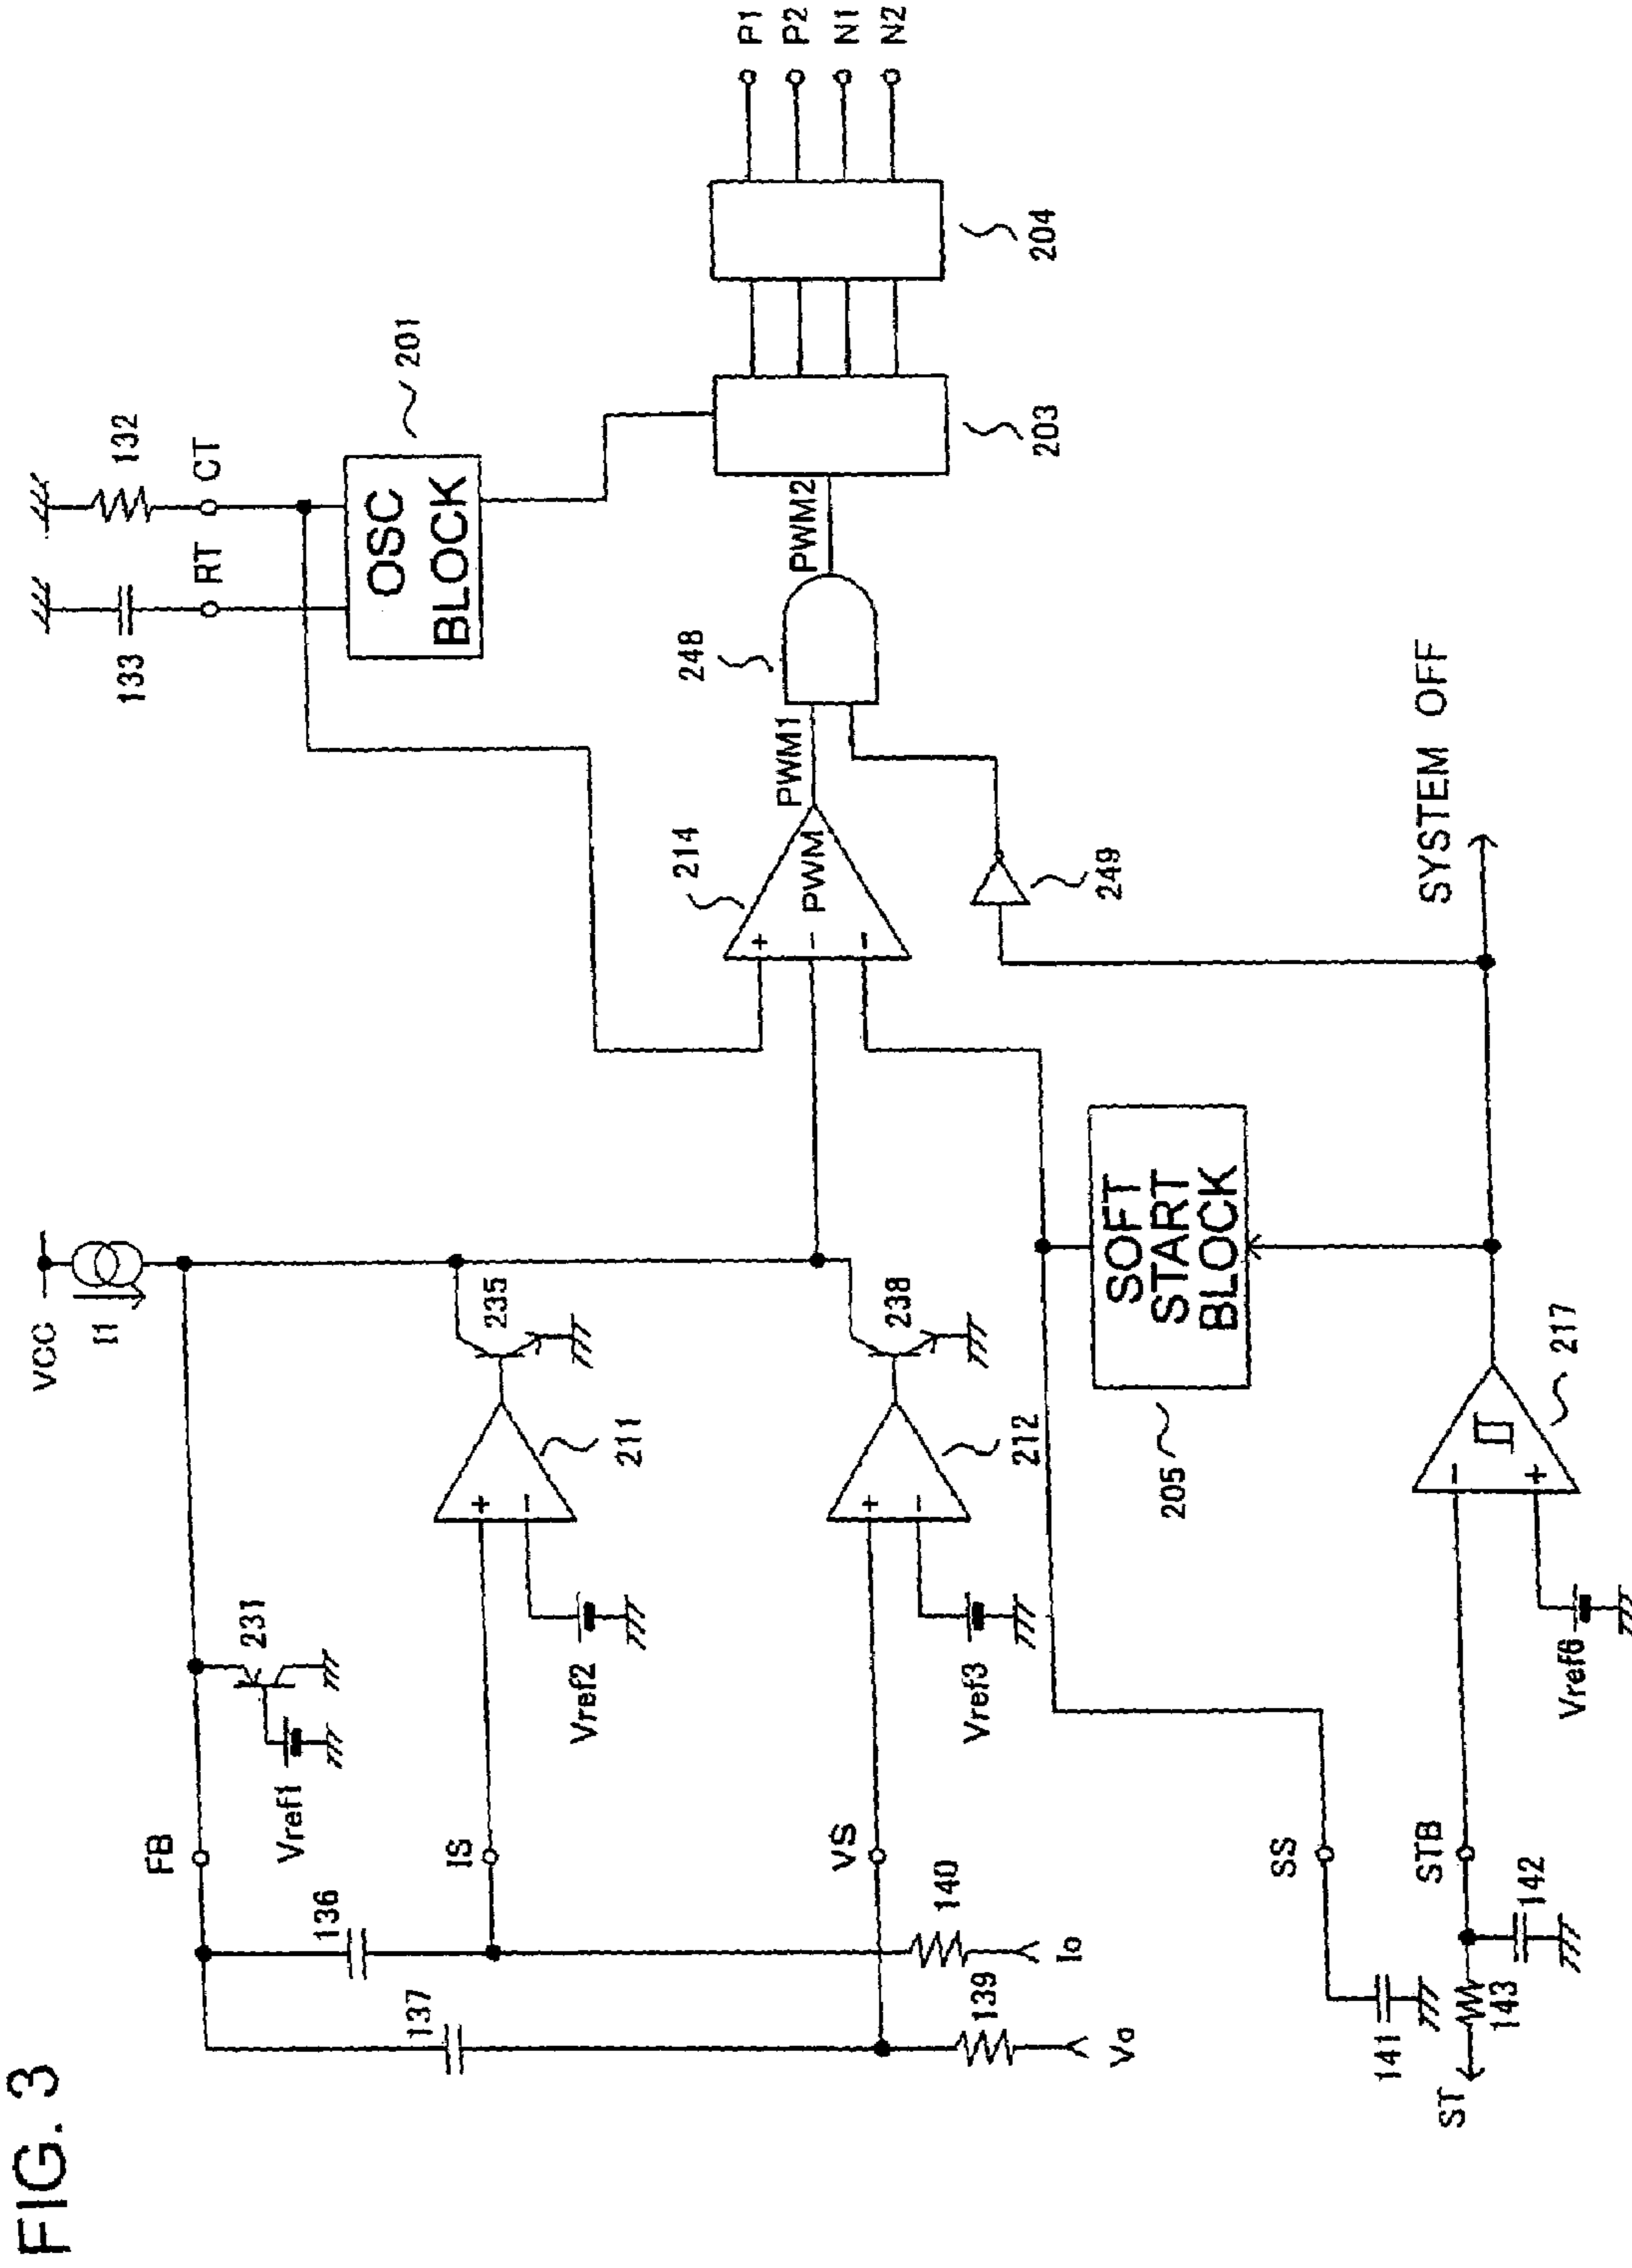 FIG. 3
VCC
I1
FB
Vref1
231
136
137
IS
Vref2
211
235
VS
Vref3
212
238
140
139
Io
Vo
133
132
RT
CT
OSC
BLOCK
201
214
+
-
-
PWM
PWM1
248
PWM2
249
203
204
P1
P2
N1
N2
SS
141
SOFT
START
BLOCK
205
ST
143
142
STB
Vref6
-
+
217
SYSTEM OFF
+
-
+
-